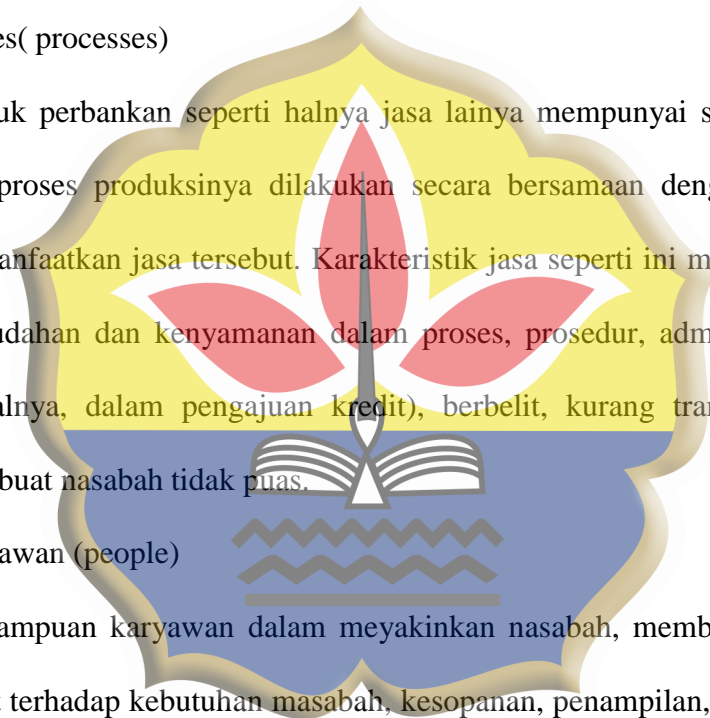 es( processes)
uk perbankan seperti halnya jasa lainya mempunyai s
proses produksinya dilakukan secara bersamaan deng
anfaatkan jasa tersebut. Karakteristik jasa seperti ini m
udahan dan kenyamanan dalam proses, prosedur, adm
alnya, dalam pengajuan kredit), berbelit, kurang tran
buat nasabah tidak puas.
awan (people)
ampuan karyawan dalam meyakinkan nasabah, memb
t terhadap kebutuhan masabah, kesopanan, penampilan,